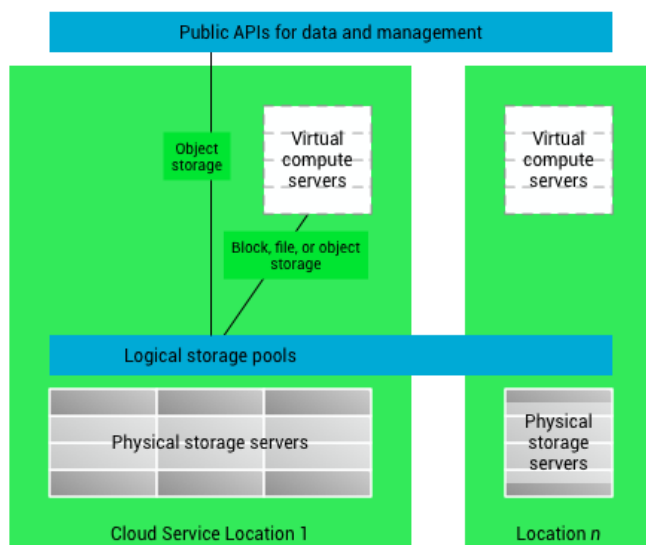 Public APIs for data and management
Object
storage
Virtual
compute
servers
Virtual
compute
servers
Block, file, or object
storage
Logical storage pools
Physical storage servers
Physical
storage
servers
Cloud Service Location 1
Location n